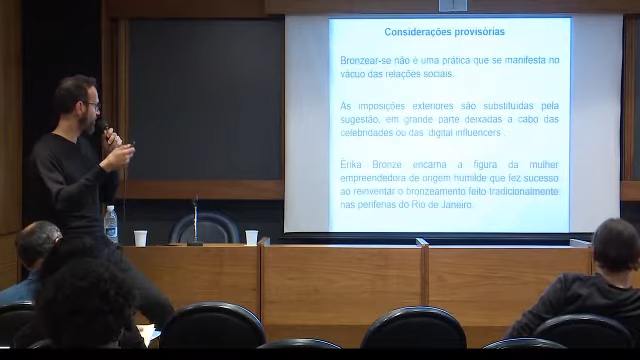 Considerações provisórias
Bronzear-se não é uma prática que se manifesta no
vácuo das relações sociais.
As imposições exteriores são substituídas pela
sugestão, em grande parte deixadas a cabo das
celebridades ou das digital influencers .
Erika Bronze encarna a figura da mulher
empreendedora de origem humilde que fez sucesso
ao reinventar o bronzeamento feito tradicionalmente
nas periferias do Rio de Janeiro.